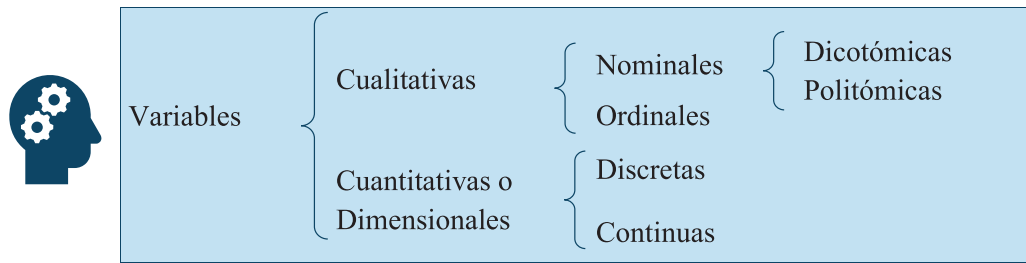 Variables
Cualitativas
Nominales
Dicotómicas
Politómicas
Ordinales
Cuantitativas o
Dimensionales
Discretas
Continuas